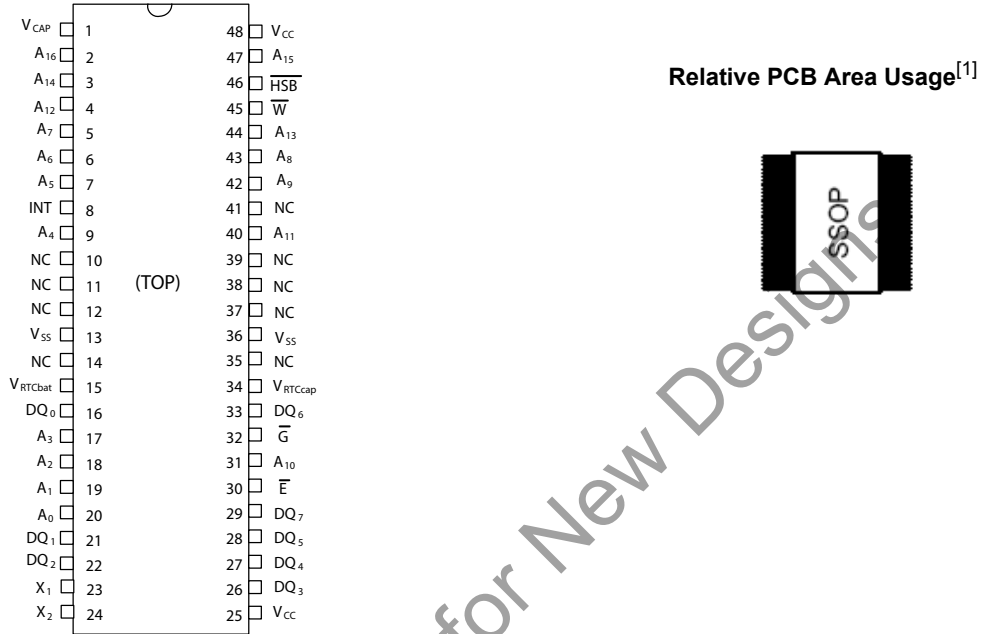 V CAP 1 48 V CC
A16 2 47 A15
A14 3 46 HSB
A12 4 45 W
A7 5 44 A13
A6 6 43 A8
A5 7 42 A9
INT 8 41 NC
A4 9 40 A11
NC 10 39 NC
NC 11 (TOP) 38 NC
NC 12 37 NC
VSS 13 36 VSS
NC 14 35 NC
VRTCbat 15 34 VRTCcap
DQ0 16 33 DQ6
A3 17 32 G
A2 18 31 A10
A1 19 30 E
A0 20 29 DQ7
DQ1 21 28 DQ5
DQ2 22 27 DQ4
X1 23 26 DQ3
X2 24 25 VCC
Relative PCB Area Usage[1]
SSOP
for New Designs